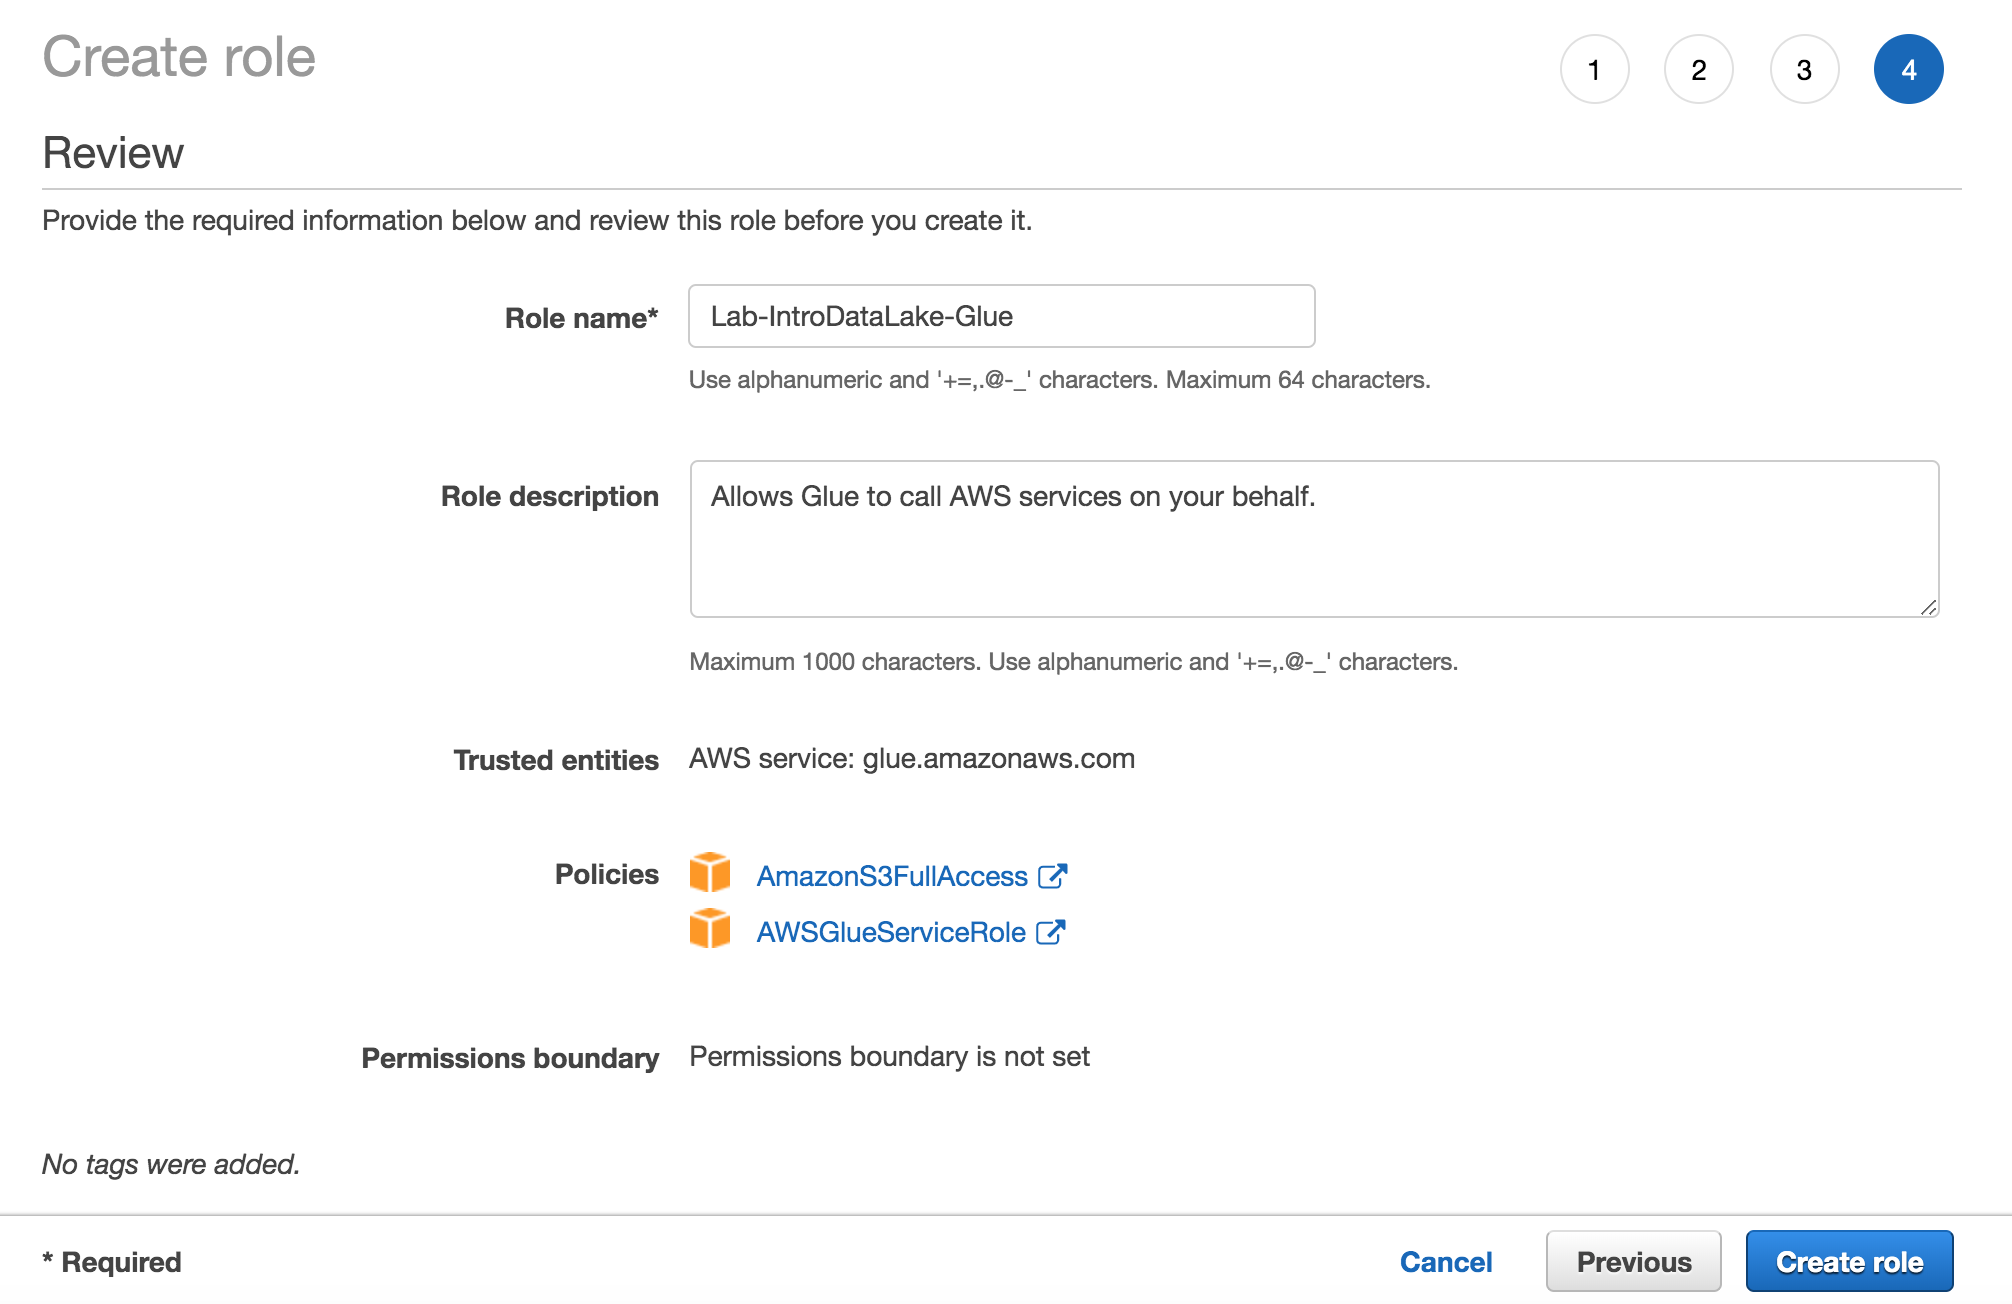 Create role
1 2 3 4
Review
Provide the required information below and review this role before you create it.
Role name* Lab-IntroDataLake-Glue
Use alphanumeric and '+=,.@-_' characters. Maximum 64 characters.
Role description Allows Glue to call AWS services on your behalf.
Maximum 1000 characters. Use alphanumeric and '+=,.@-_' characters.
Trusted entities AWS service: glue.amazonaws.com
Policies AmazonS3FullAccess
AWSGlueServiceRole
Permissions boundary Permissions boundary is not set
No tags were added.
* Required Cancel Previous Create role